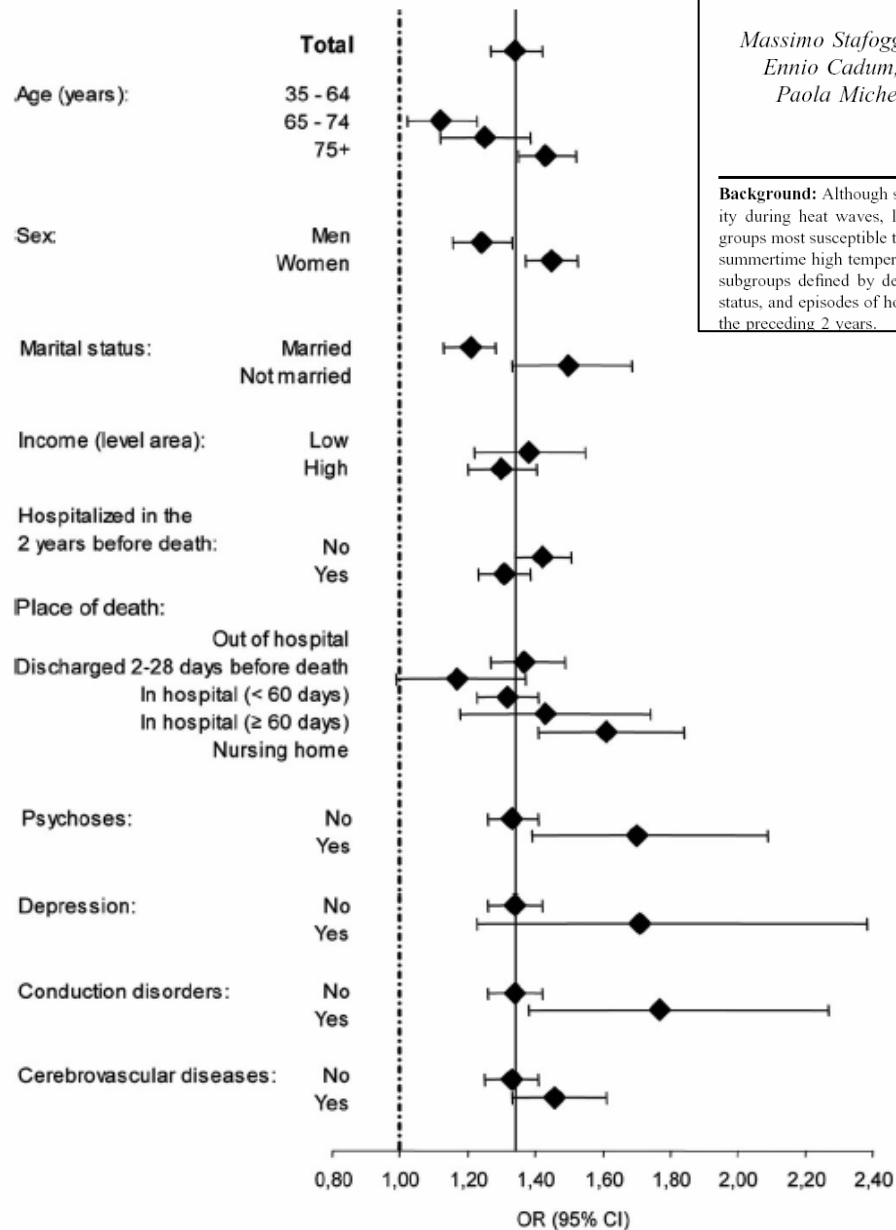 Total
Age (years): 35 - 64
65 - 74
75+
Sex: Men
Women
Marital status: Married
Not married
Income (level area): Low
High
Hospitalized in the
2 years before death: No
Yes
Place of death:
Out of hospital
Discharged 2-28 days before death
In hospital (< 60 days)
In hospital (≥ 60 days)
Nursing home
Psychoses: No
Yes
Depression: No
Yes
Conduction disorders: No
Yes
Cerebrovascular diseases: No
Yes
0,80 1,00 1,20 1,40 1,60 1,80 2,00 2,20 2,40
OR (95% CI)
Massimo Stafogg
Ennio Cadum,
Paola Miche
Background: Although s
ity during heat waves, l
groups most susceptible t
summertime high temper
subgroups defined by de
status, and episodes of ho
the preceding 2 years.